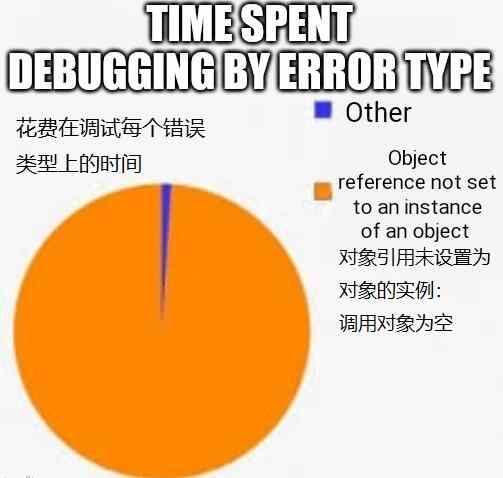 TIME SPENT
DEBUGGING BY ERROR TYPE
花费在调试每个错误
类型上的时间
Other
Object
reference not set
to an instance
of an object
对象引用未设置为
对象的实例：
调用对象为空